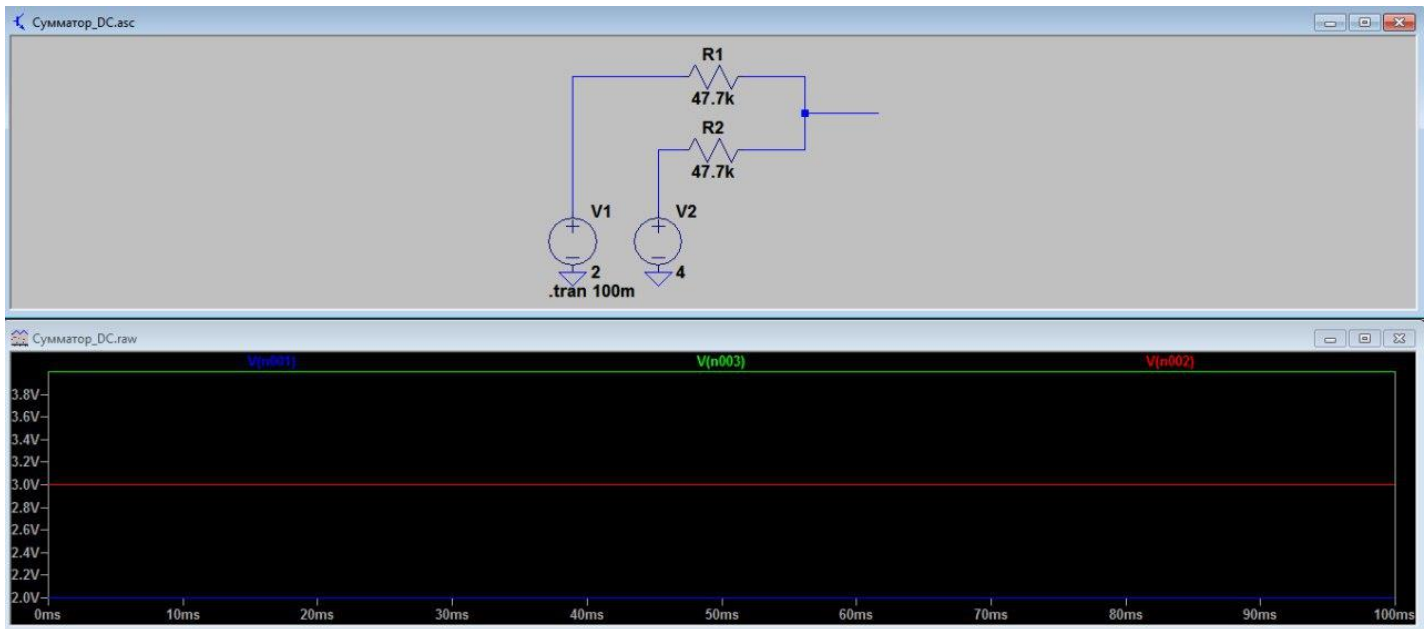 Сумматор_DC.asc
R1
47.7k
R2
47.7k
V1
V2
2
4
.tran 100m
Сумматор_DC.raw
V(n001) V(n003) V(n002)
3.8V
3.6V
3.4V
3.2V
3.0V
2.8V
2.6V
2.4V
2.2V
2.0V
0ms 10ms 20ms 30ms 40ms 50ms 60ms 70ms 80ms 90ms 100ms